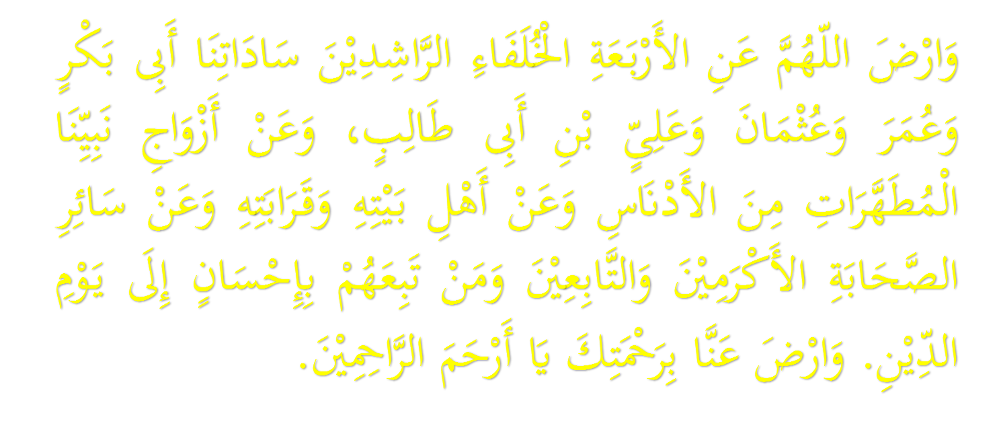 وَارْضَ اللّهُمَّ عَنِ الأَرْبَعَةِ الْخُلَفَاءِ الرَّاشِدِيْنَ سَادَاتِنَا أَبِي بَكْرٍ
وَعُمَرَ وَعُثْمَانَ وَعَلِيٍّ بْنِ أَبِي طَالِبٍ، وَعَنْ أَزْوَاجِ نَبِيِّنَا
الْمُطَهَّرَاتِ مِنَ الأَدْنَاسِ وَعَنْ أَهْلِ بَيْتِهِ وَقَرَابَتِهِ وَعَنْ سَائِرِ
الصَّحَابَةِ الأَكْرَمِيْنَ وَالتَّابِعِيْنَ وَمَنْ تَبِعَهُمْ بِإِحْسَانٍ إِلَى يَوْمِ
الدِّيْنِ. وَارْضَ عَنَّا بِرَحْمَتِكَ يَا أَرْحَمَ الرَّاحِمِيْنَ.